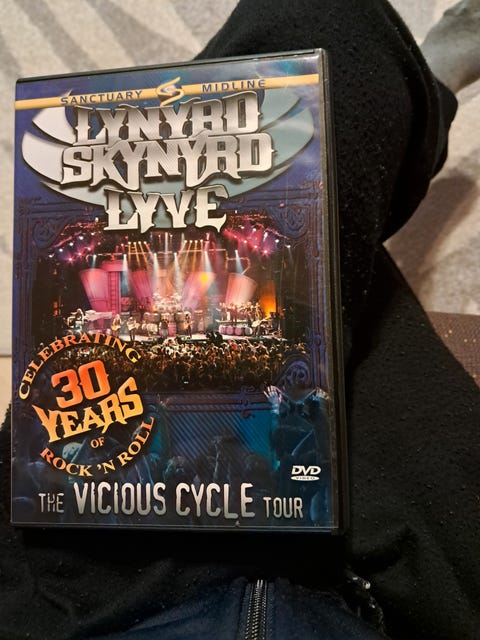 SANCTUARY S MIDLINE
LYNYRD
SKYNYRD
LYVE
CELEBRATING
30
YEARS
OF
ROCK 'N ROLL
DVD
VIDEO
THE VICIOUS CYCLE TOUR